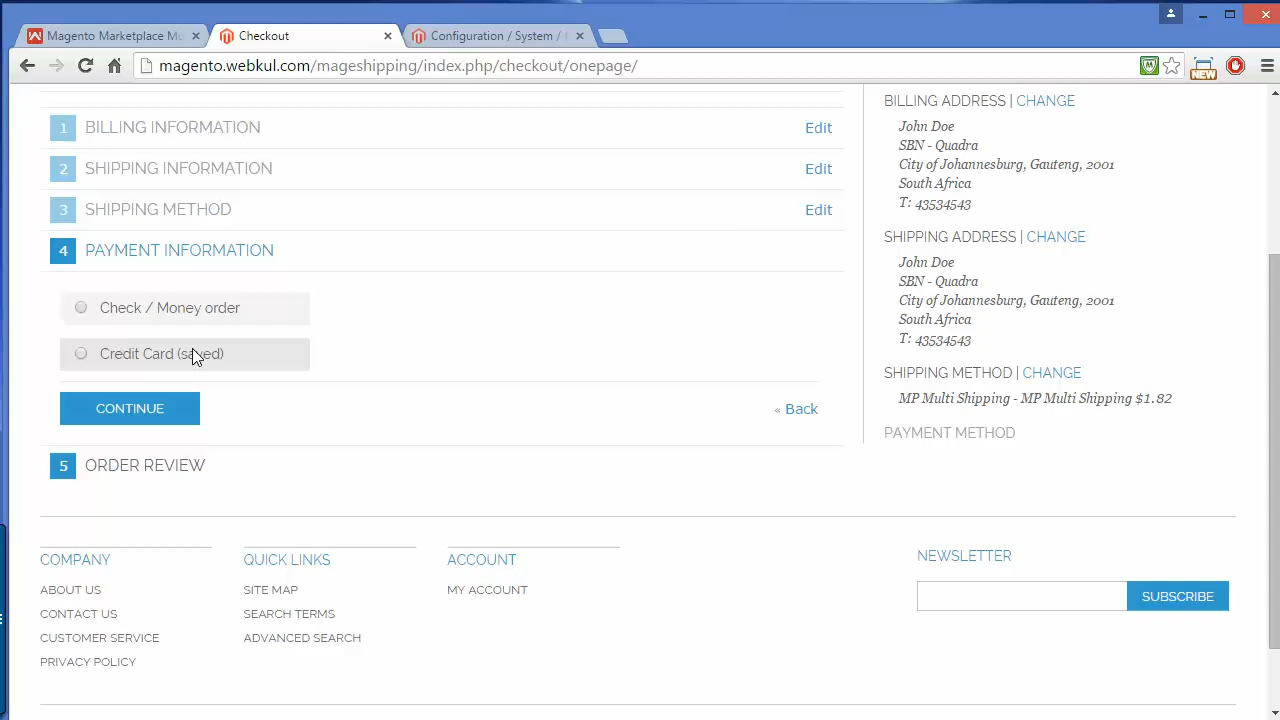 Magento Marketplace Mu
Checkout
Configuration / System /
magento.webkul.com/mageshipping/index.php/checkout/onepage/
NEW
1 BILLING INFORMATION Edit
2 SHIPPING INFORMATION Edit
3 SHIPPING METHOD Edit
4 PAYMENT INFORMATION
Check / Money order
Credit Card (saved)
CONTINUE
« Back
5 ORDER REVIEW
BILLING ADDRESS | CHANGE
John Doe
SBN - Quadra
City of Johannesburg, Gauteng, 2001
South Africa
T: 43534543
SHIPPING ADDRESS | CHANGE
John Doe
SBN - Quadra
City of Johannesburg, Gauteng, 2001
South Africa
T: 43534543
SHIPPING METHOD | CHANGE
MP Multi Shipping - MP Multi Shipping $1.82
PAYMENT METHOD
COMPANY
ABOUT US
CONTACT US
CUSTOMER SERVICE
PRIVACY POLICY
QUICK LINKS
SITE MAP
SEARCH TERMS
ADVANCED SEARCH
ACCOUNT
MY ACCOUNT
NEWSLETTER
SUBSCRIBE